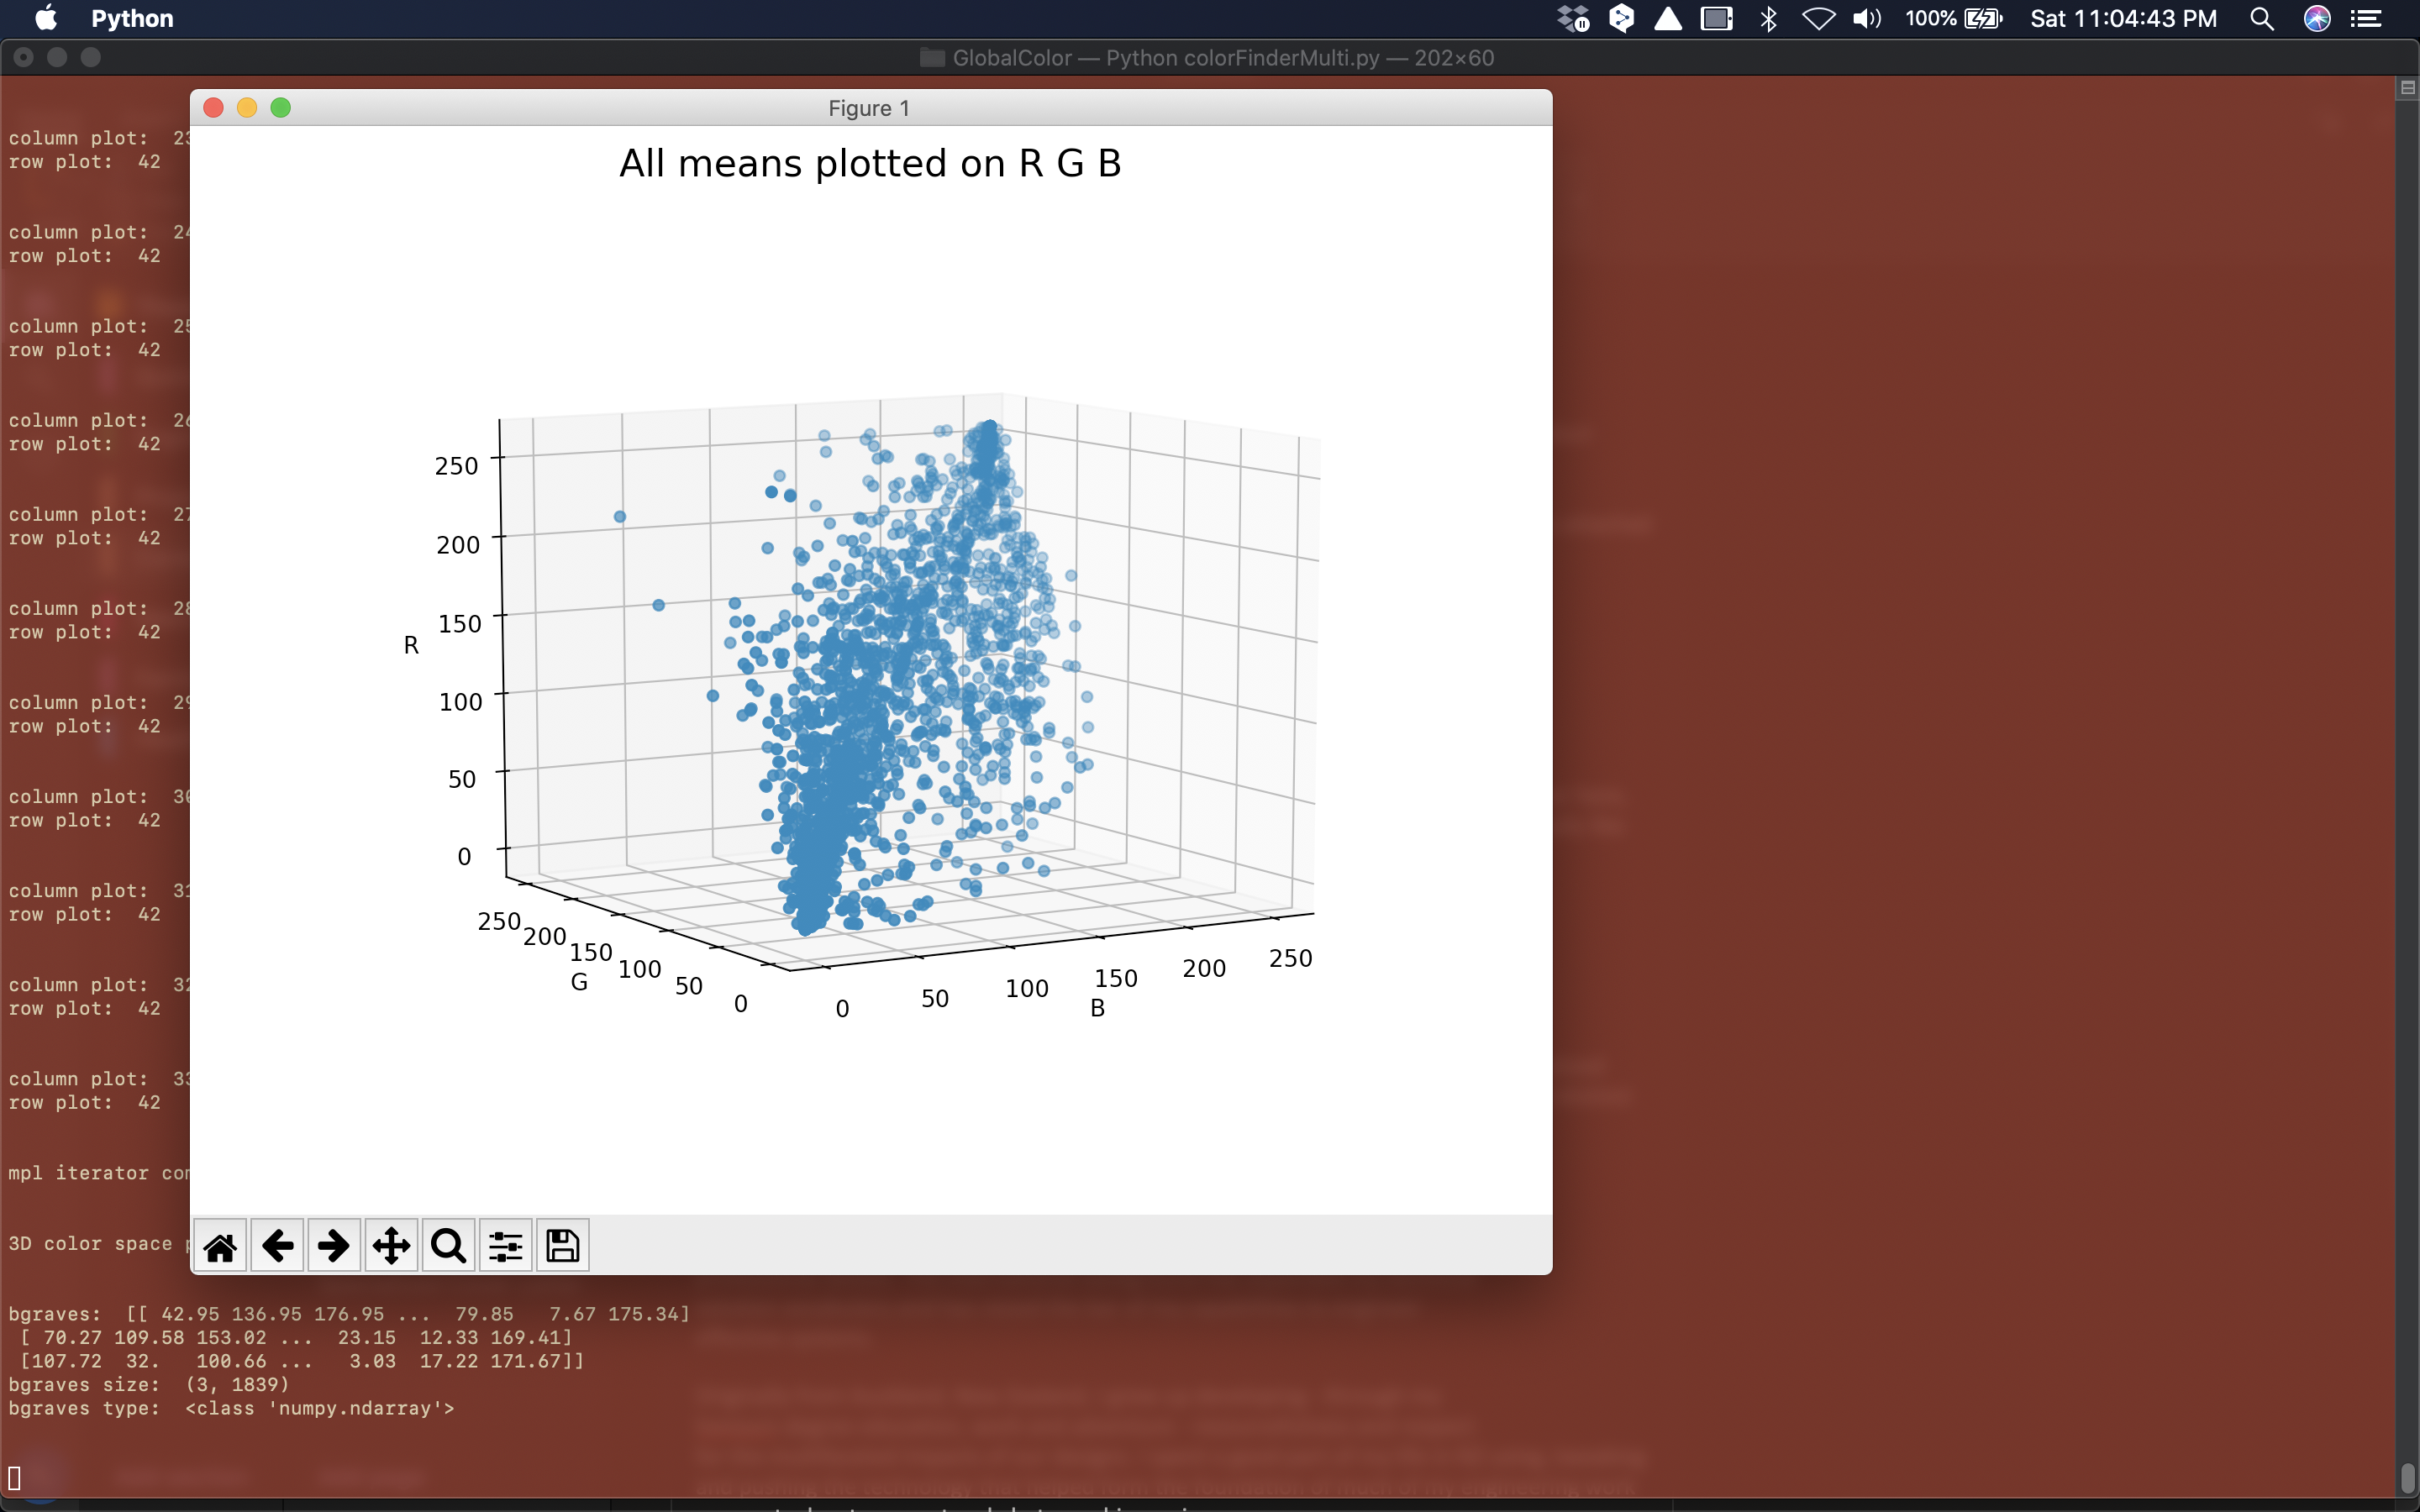 Python
100%
Sat 11:04:43 PM
GlobalColor — Python colorFinderMulti.py — 202×60
column plot:  23
row plot:  42
column plot:  24
row plot:  42
column plot:  25
row plot:  42
column plot:  26
row plot:  42
column plot:  27
row plot:  42
column plot:  28
row plot:  42
column plot:  29
row plot:  42
column plot:  30
row plot:  42
column plot:  31
row plot:  42
column plot:  32
row plot:  42
column plot:  33
row plot:  42
mpl iterator
3D color space
Figure 1
All means plotted on R G B
250
200
150
100
50
0
R
250
200
150
100
50
0
G
0
50
100
150
200
250
B
bgraves:  [[ 42.95 136.95 176.95 ...  79.85   7.67 175.34]
[ 70.27 109.58 153.02 ...  23.15  12.33 169.41]
[107.72  32.   100.66 ...   3.03  17.22 171.67]]
bgraves size:  (3, 1839)
bgraves type:  <class 'numpy.ndarray'>